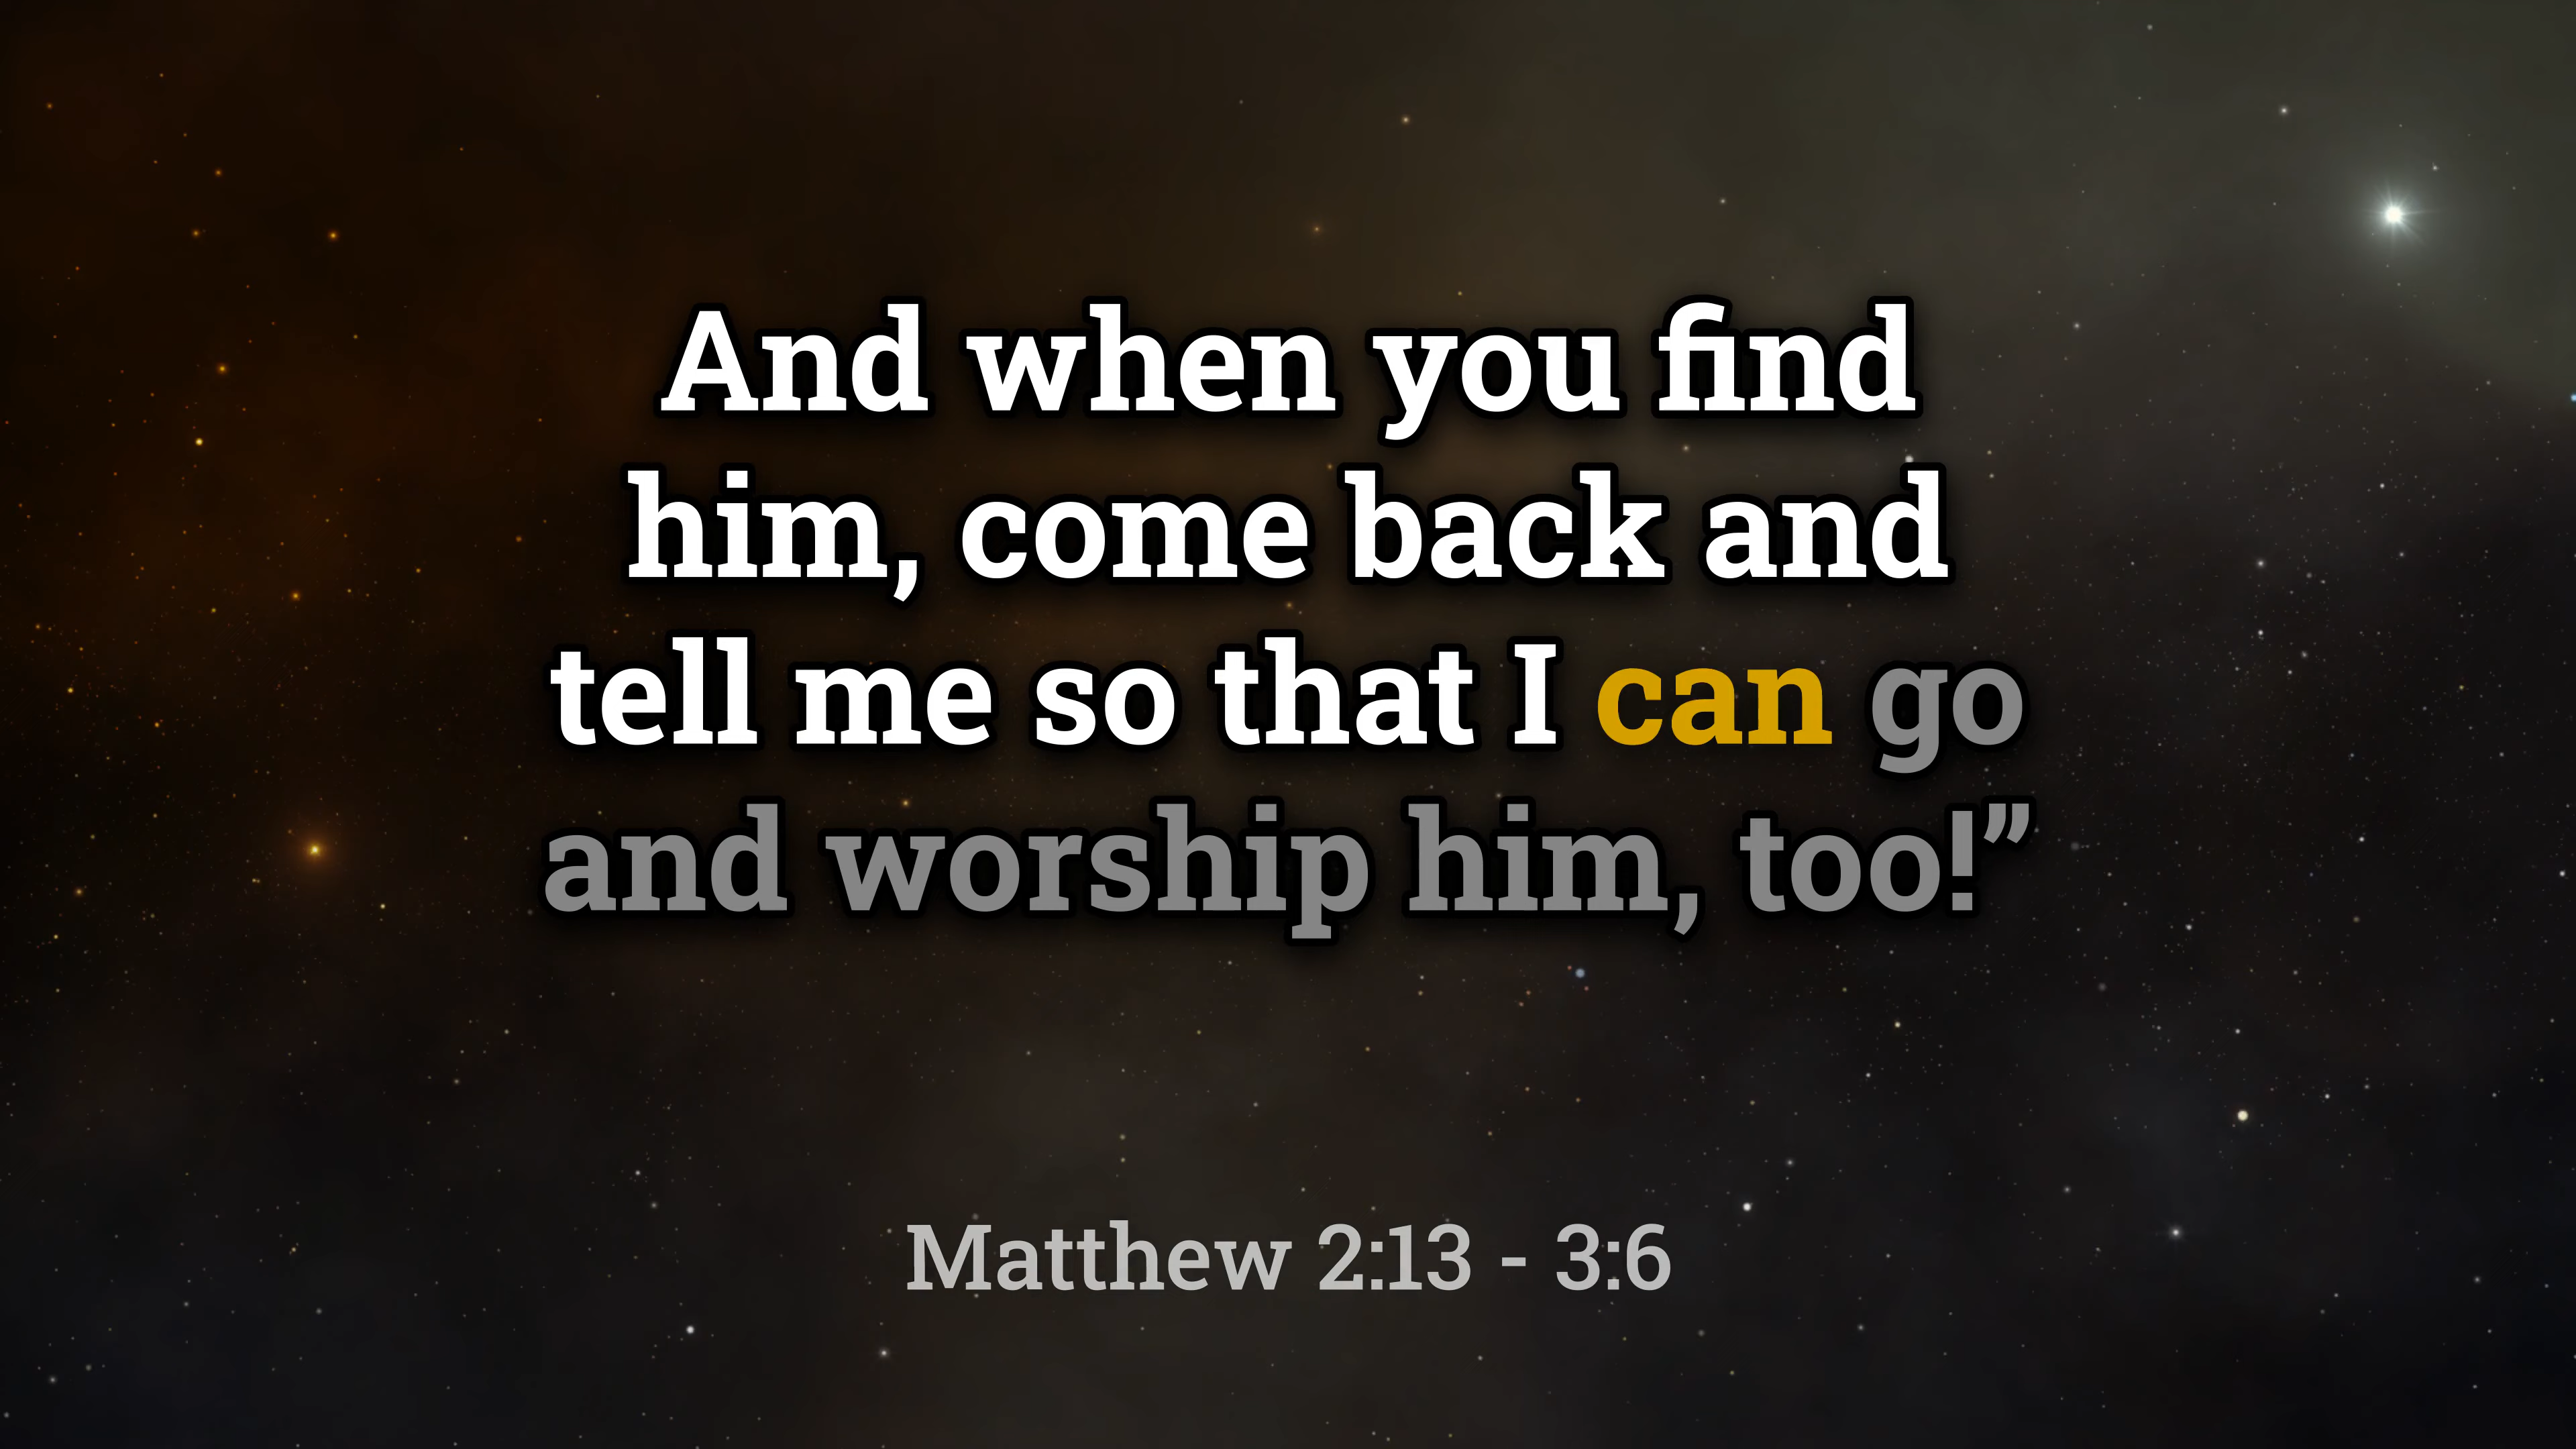 And when you find
him, come back and
tell me so that I can go
and worship him, too!”
Matthew 2:13 - 3:6